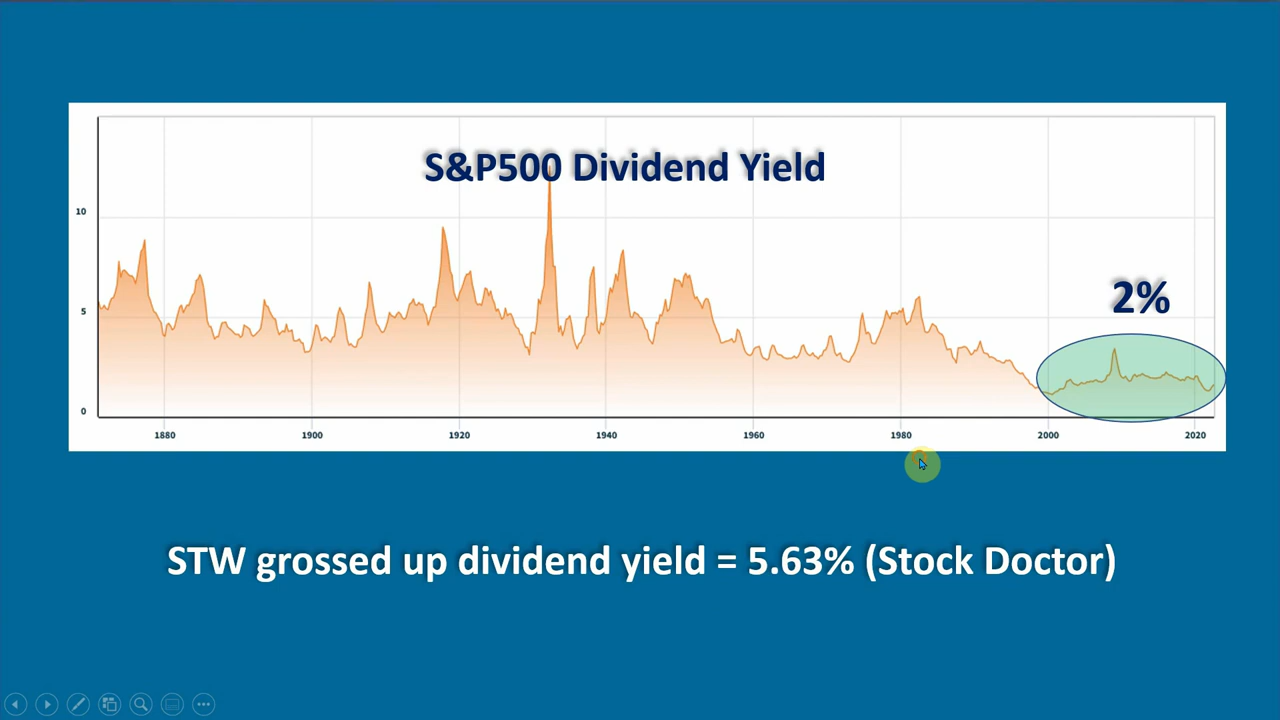 S&P500 Dividend Yield
10
2%
5
0
1880 1900 1920 1940 1960 1980 2000 2020
STW grossed up dividend yield = 5.63% (Stock Doctor)